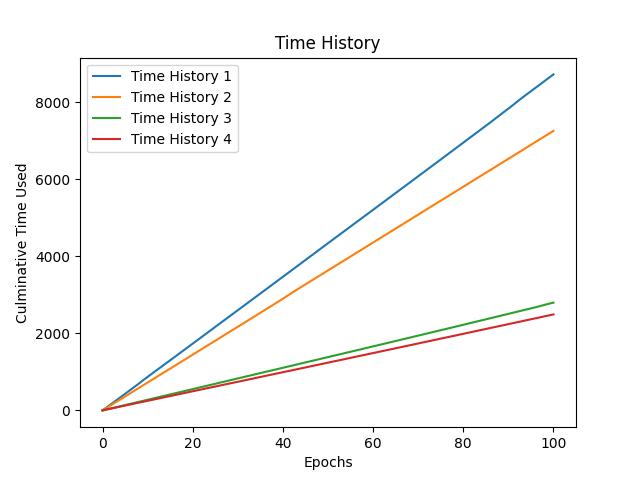 Time History
Time History 1
Time History 2
Time History 3
Time History 4
8000
6000
4000
2000
0
Culminative Time Used
0 20 40 60 80 100
Epochs